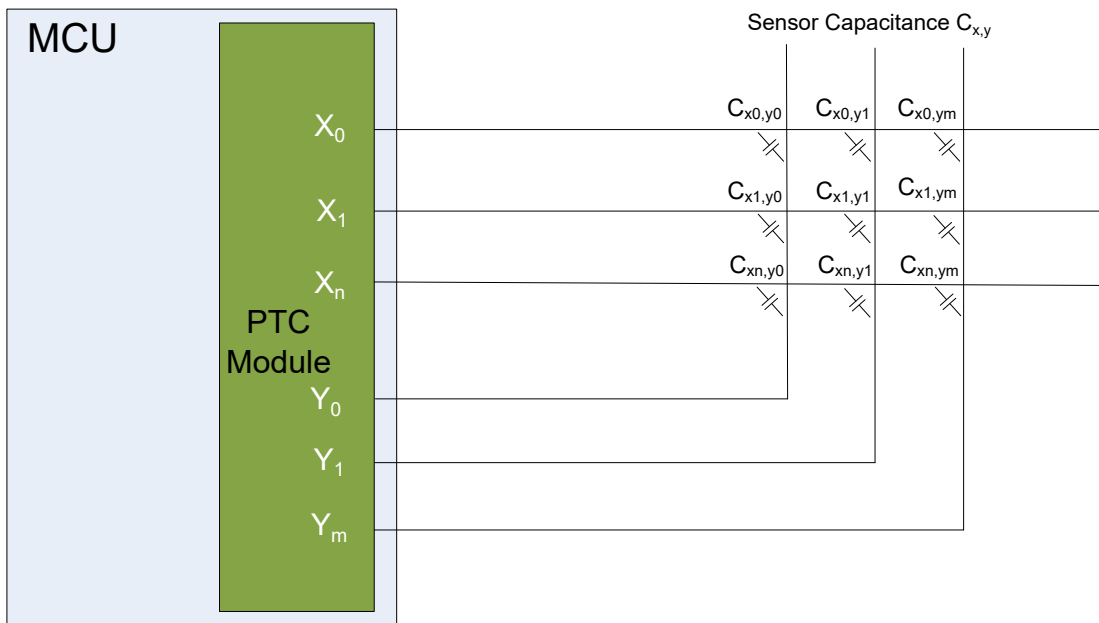 MCU
Sensor Capacitance Cx,y
X0
Cx0,y0 Cx0,y1 Cx0,ym
X1
Cx1,y0 Cx1,y1 Cx1,ym
Xn
Cxn,y0 Cxn,y1 Cxn,ym
PTC
Module
Y0
Y1
Ym